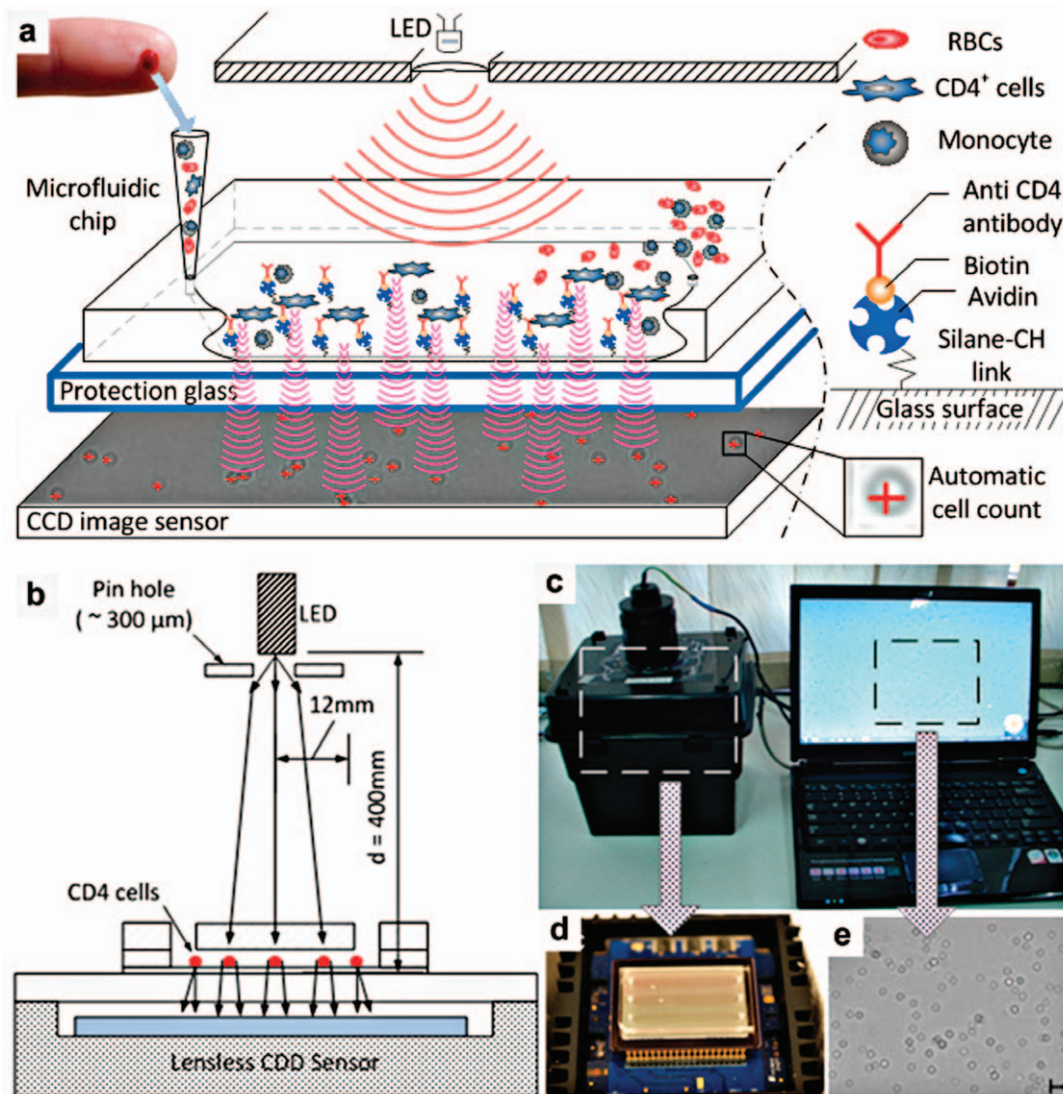 a
LED
RBCs
CD4⁺ cells
Monocyte
Microfluidic
chip
Anti CD4
antibody
Biotin
Avidin
Silane-CH
link
Protection glass
Glass surface
Automatic
cell count
CCD image sensor
b
Pin hole
( ~ 300 µm)
LED
12mm
d = 400mm
CD4 cells
Lensless CDD Sensor
c
d
e